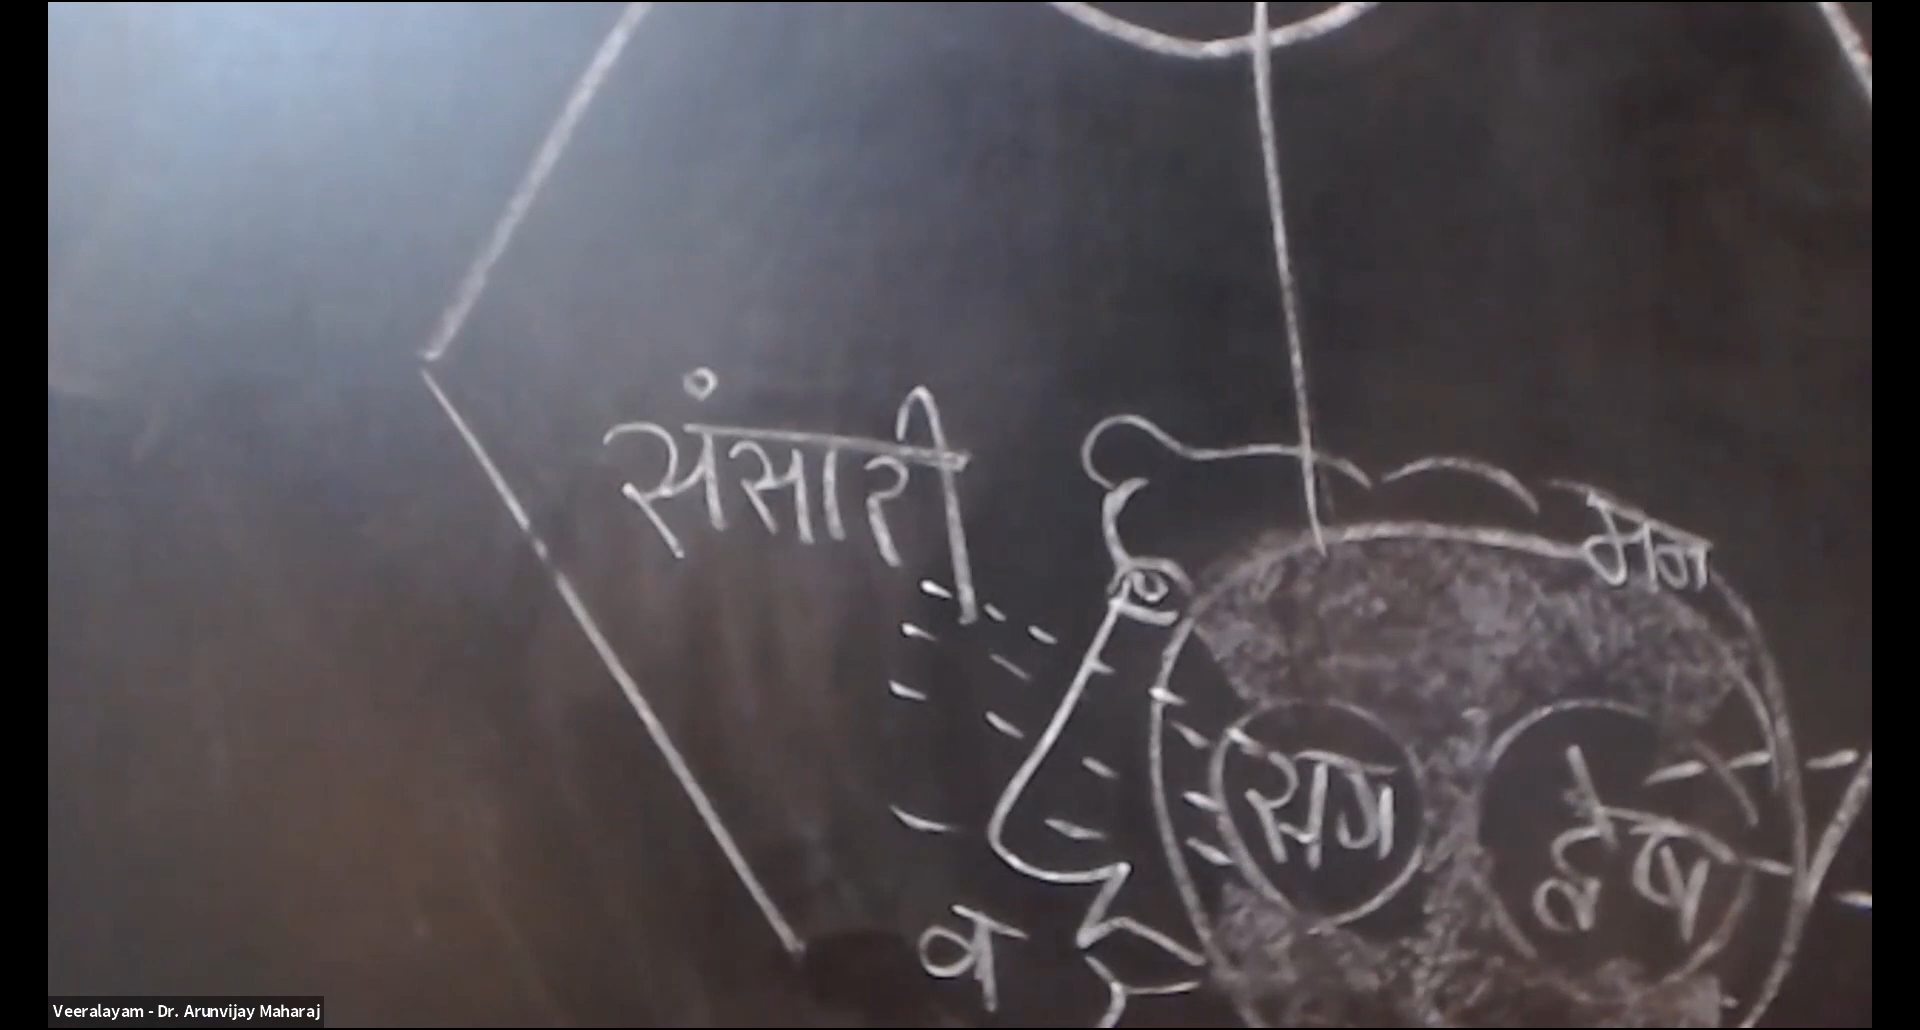 संसारी
मन
राग
द्वेष
व
Veeralayam - Dr. Arunvijay Maharaj